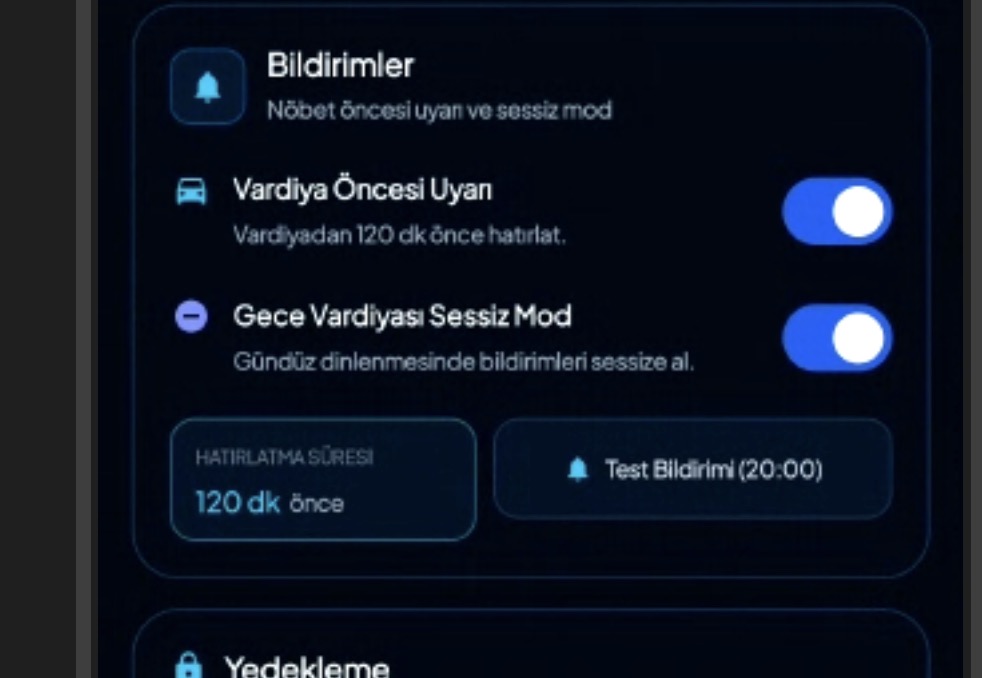 Bildirimler
Nöbet öncesi uyarı ve sessiz mod
Vardiya Öncesi Uyarı
Vardiyadan 120 dk önce hatırlat.
Gece Vardiyası Sessiz Mod
Gündüz dinlenmesinde bildirimleri sessize al.
HATIRLATMA SÜRESİ
120 dk önce
Test Bildirimi (20:00)
Yedekleme